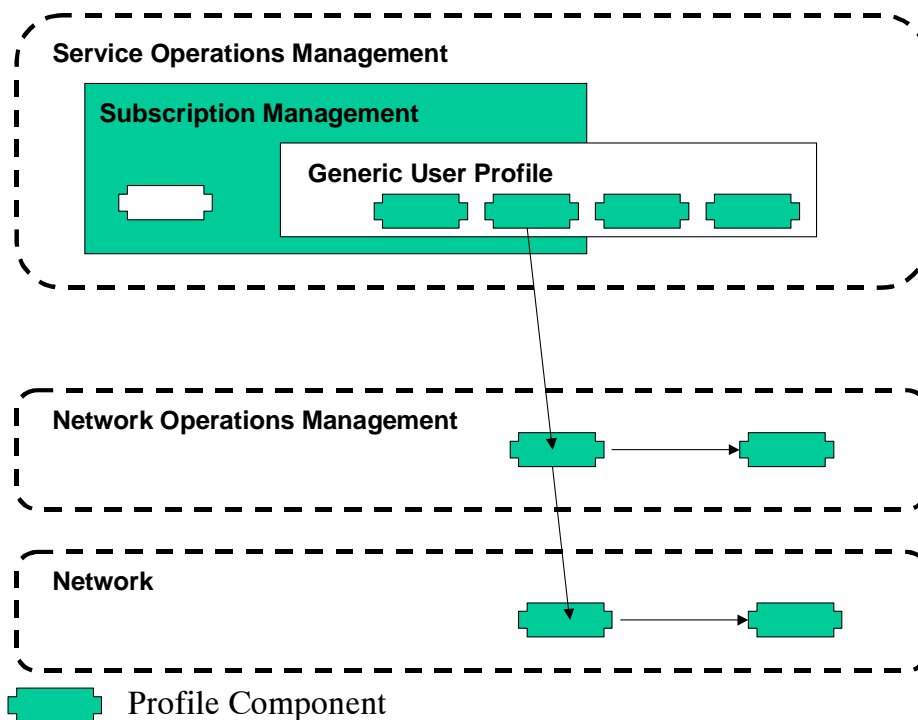 Service Operations Management
Subscription Management
Generic User Profile
Network Operations Management
Network
Profile Component